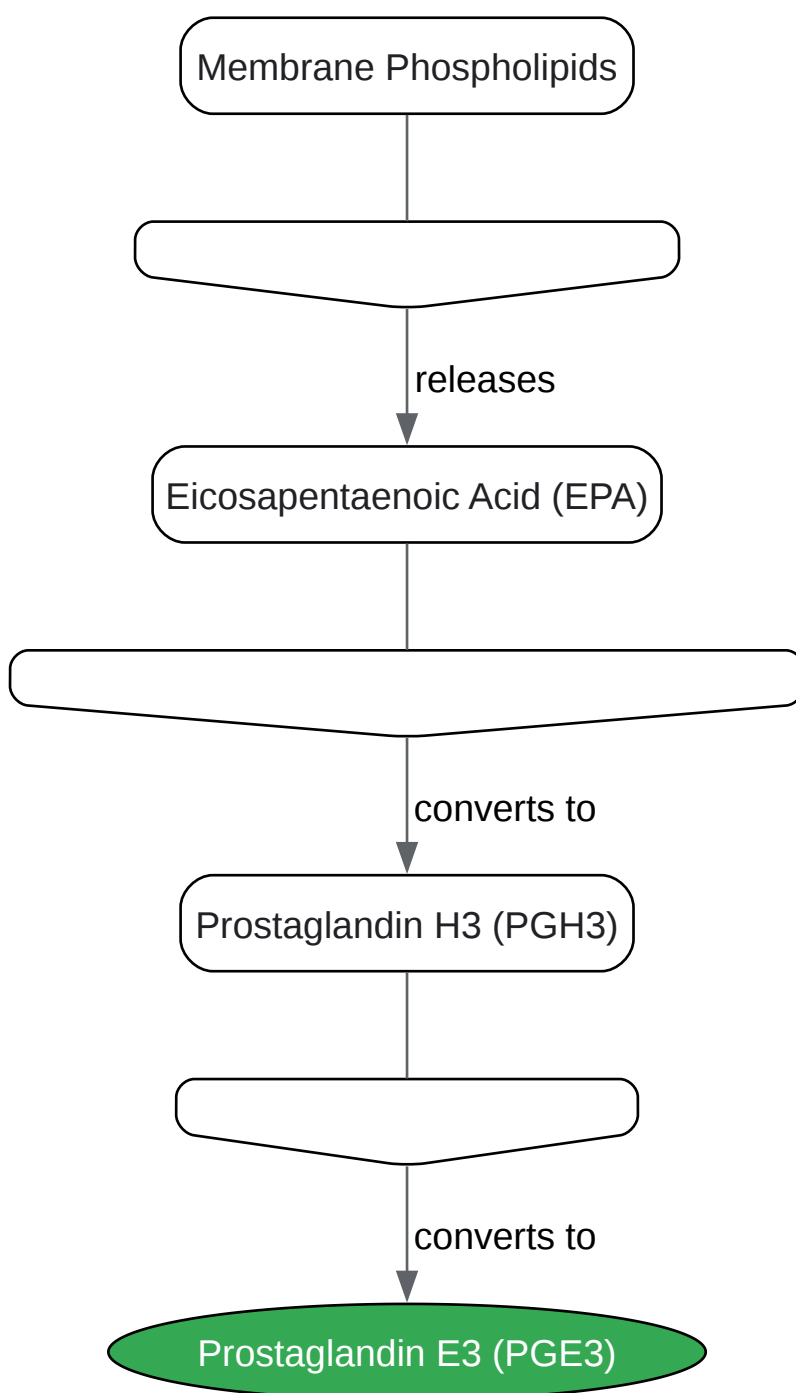 Membrane Phospholipids
releases
Eicosapentaenoic Acid (EPA)
converts to
Prostaglandin H3 (PGH3)
converts to
Prostaglandin E3 (PGE3)